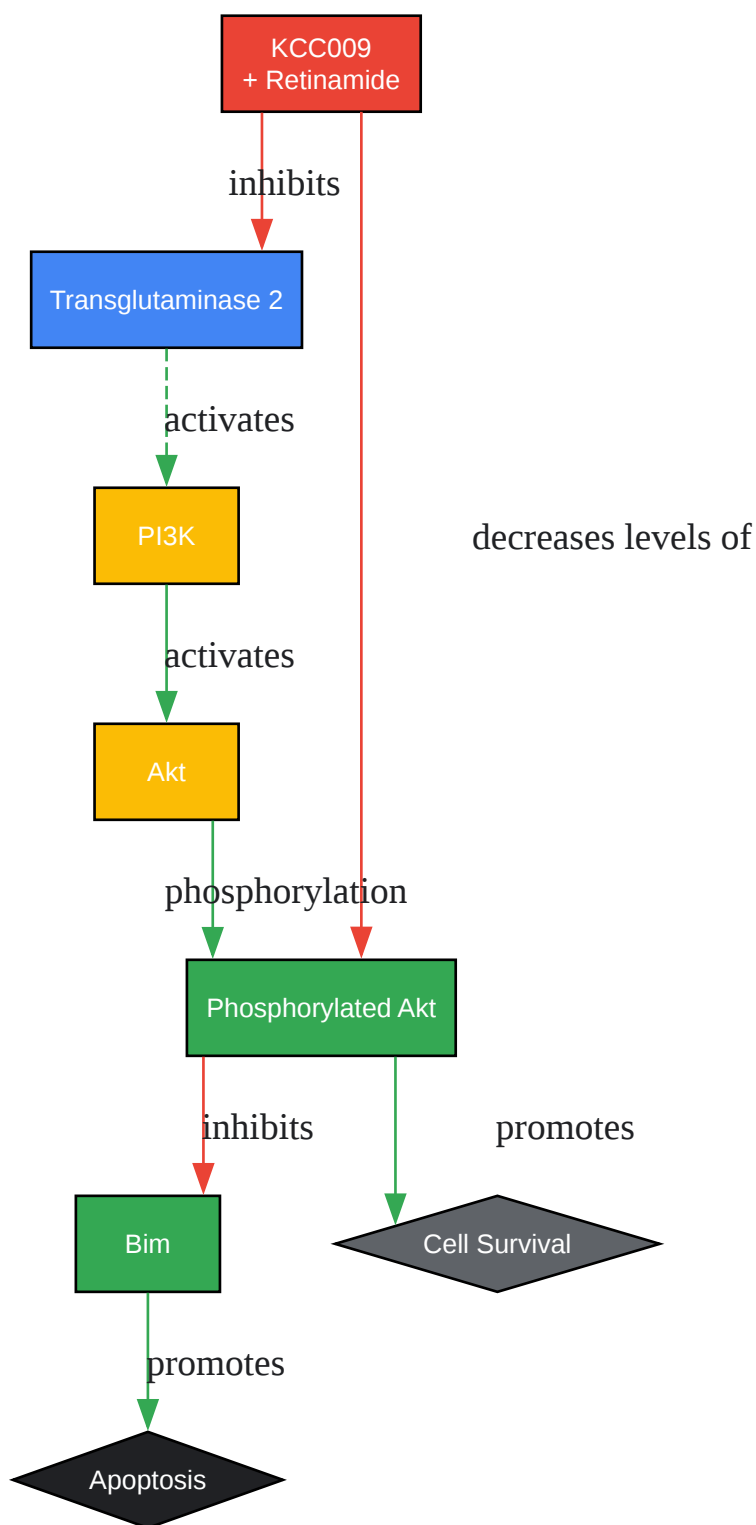 KCC009
+ Retinamide
inhibits
Transglutaminase 2
activates
PI3K
decreases levels of
activates
Akt
phosphorylation
Phosphorylated Akt
inhibits
promotes
Bim
Cell Survival
promotes
Apoptosis